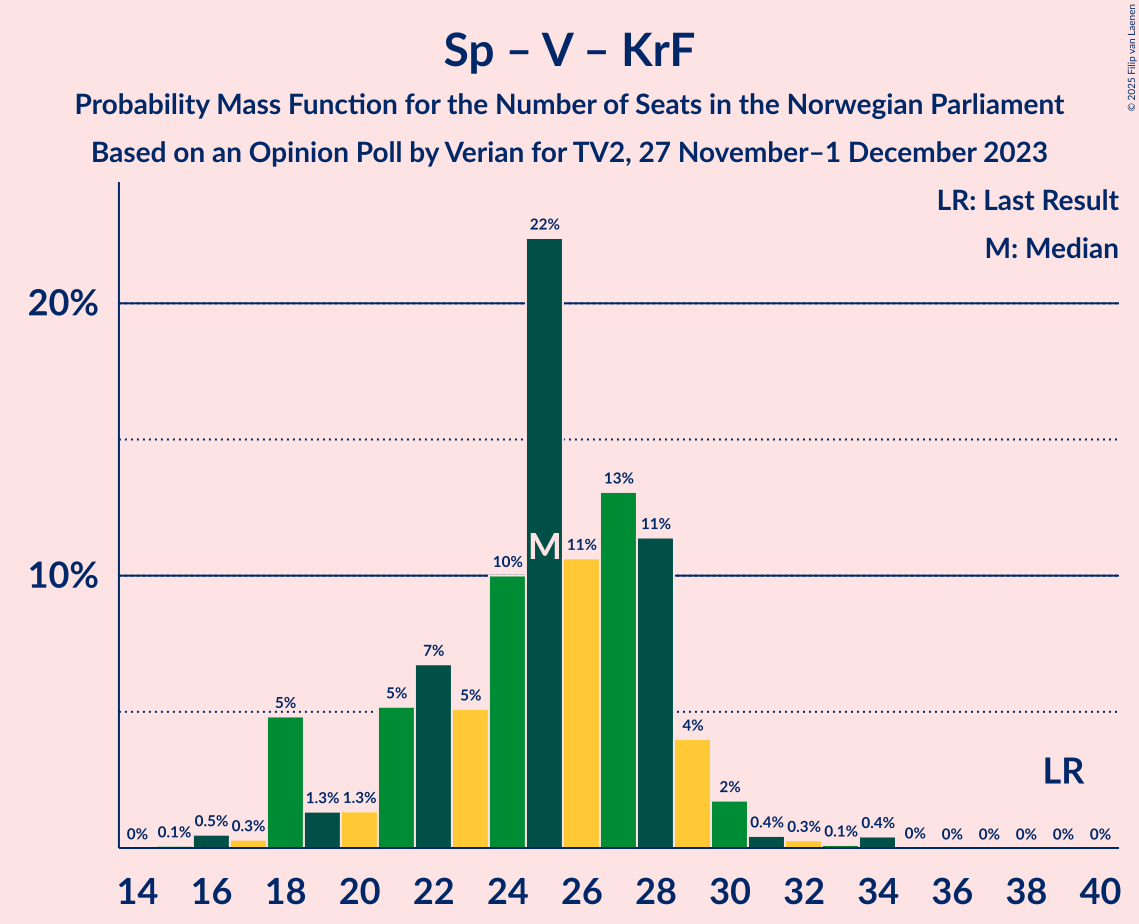 Sp – V – KrF
Probability Mass Function for the Number of Seats in the Norwegian Parliament
Based on an Opinion Poll by Verian for TV2, 27 November–1 December 2023
© 2025 Filip van Laenen
LR: Last Result
M: Median
20%
10%
0% 0.1% 0.5% 0.3% 5% 1.3% 1.3% 5% 7% 5% 10% 22% 11% 13% 11% 4% 2% 0.4% 0.3% 0.1% 0.4% 0% 0% 0% 0% 0% 0%
M
LR
14 16 18 20 22 24 26 28 30 32 34 36 38 40